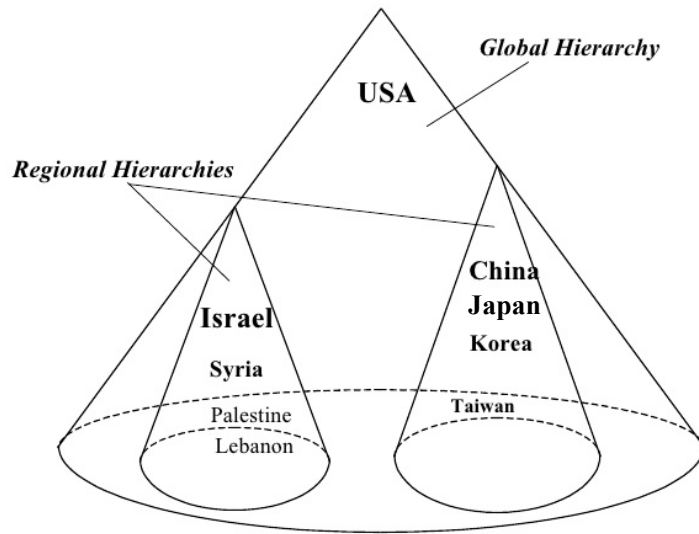 Global Hierarchy
USA
Regional Hierarchies
China
Japan
Korea
Israel
Syria
Palestine
Lebanon
Taiwan